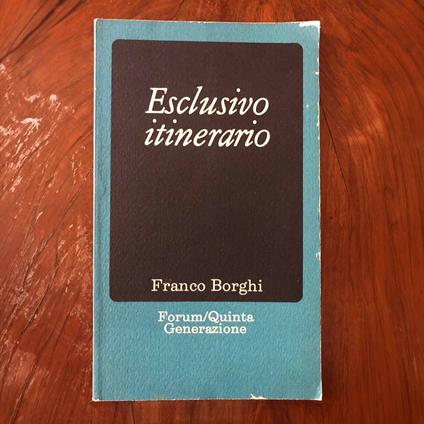 Esclusivo
itinerario
Franco Borghi
Forum/Quinta
Generazione